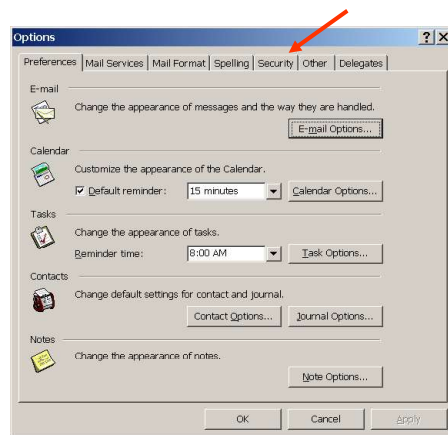 Options
Preferences Mail Services Mail Format Spelling Security Other Delegates
E-mail
Change the appearance of messages and the way they are handled.
E-mail Options...
Calendar
Customize the appearance of the Calendar.
Default reminder: 15 minutes Calendar Options...
Tasks
Change the appearance of tasks.
Reminder time: 8:00 AM Task Options...
Contacts
Change default settings for contact and journal.
Contact Options... Journal Options...
Notes
Change the appearance of notes.
Note Options...
OK Cancel Apply